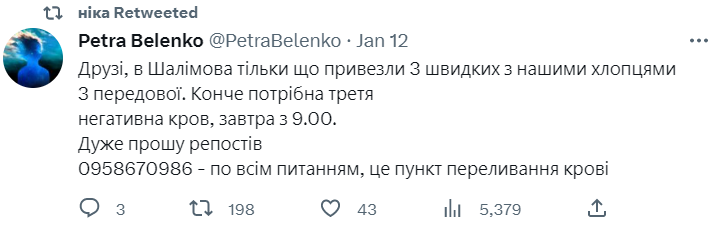 ніка Retweeted
Petra Belenko @PetraBelenko · Jan 12
Друзі, в Шалімова тільки що привезли 3 швидких з нашими хлопцями
З передової. Конче потрібна третя
негативна кров, завтра з 9.00.
Дуже прошу репостів
0958670986 - по всім питанням, це пункт переливання крові
3 198 43 5,379